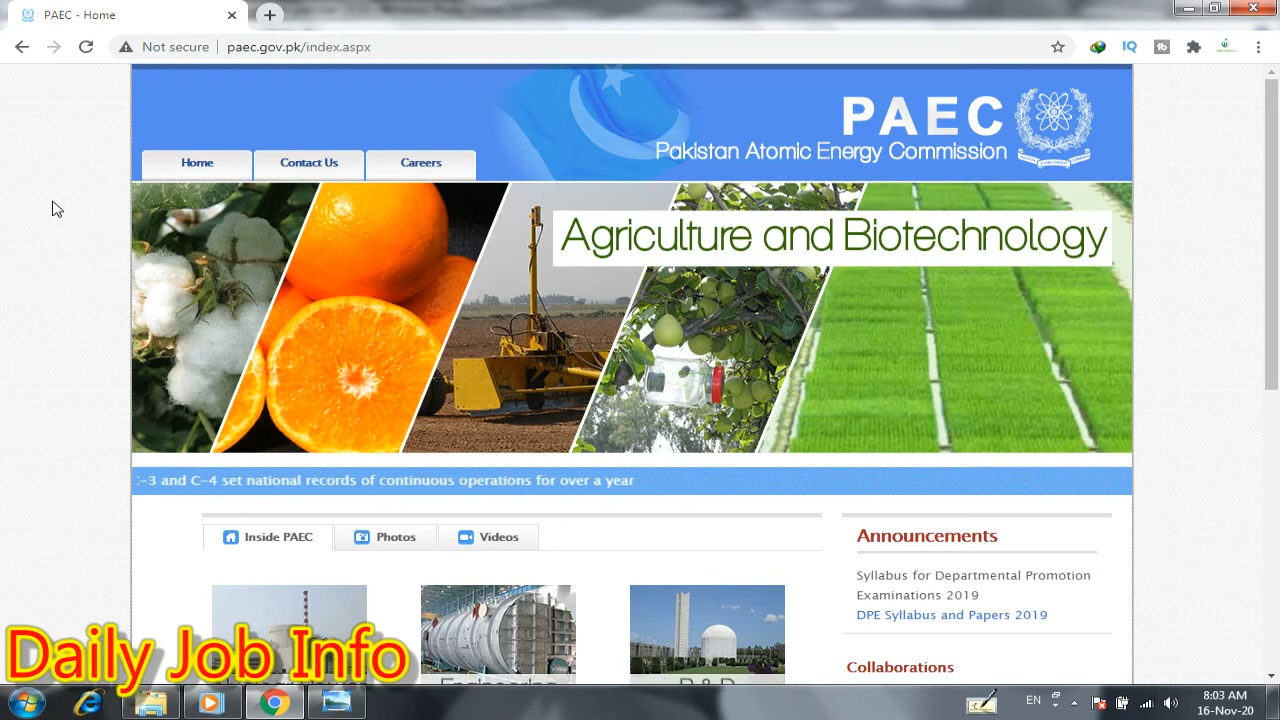 PAEC - Home
Not secure
paec.gov.pk/index.aspx
PAEC
Pakistan Atomic Energy Commission
Home
Contact Us
Careers
Agriculture and Biotechnology
C-3 and C-4 set national records of continuous operations for over a year
Inside PAEC
Photos
Videos
Announcements
Syllabus for Departmental Promotion
Examinations 2019
DPE Syllabus and Papers 2019
Collaborations
Engineering
R & D
Daily Job Info
EN
8:03 AM
16-Nov-20